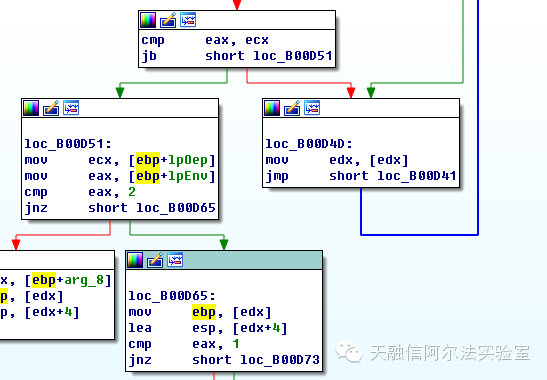 cmp     eax, ecx
jb      short loc_B00D51
loc_B00D51:
mov     ecx, [ebp+lpOep]
mov     eax, [ebp+lpEnv]
cmp     eax, 2
jnz     short loc_B00D65
loc_B00D4D:
mov     edx, [edx]
jmp     short loc_B00D41
x, [ebp+arg_8]
p, [edx]
p, [edx+4]
loc_B00D65:
mov     ebp, [edx]
lea     esp, [edx+4]
cmp     eax, 1
jnz     short loc_B00D73
天融信阿尔法实验室